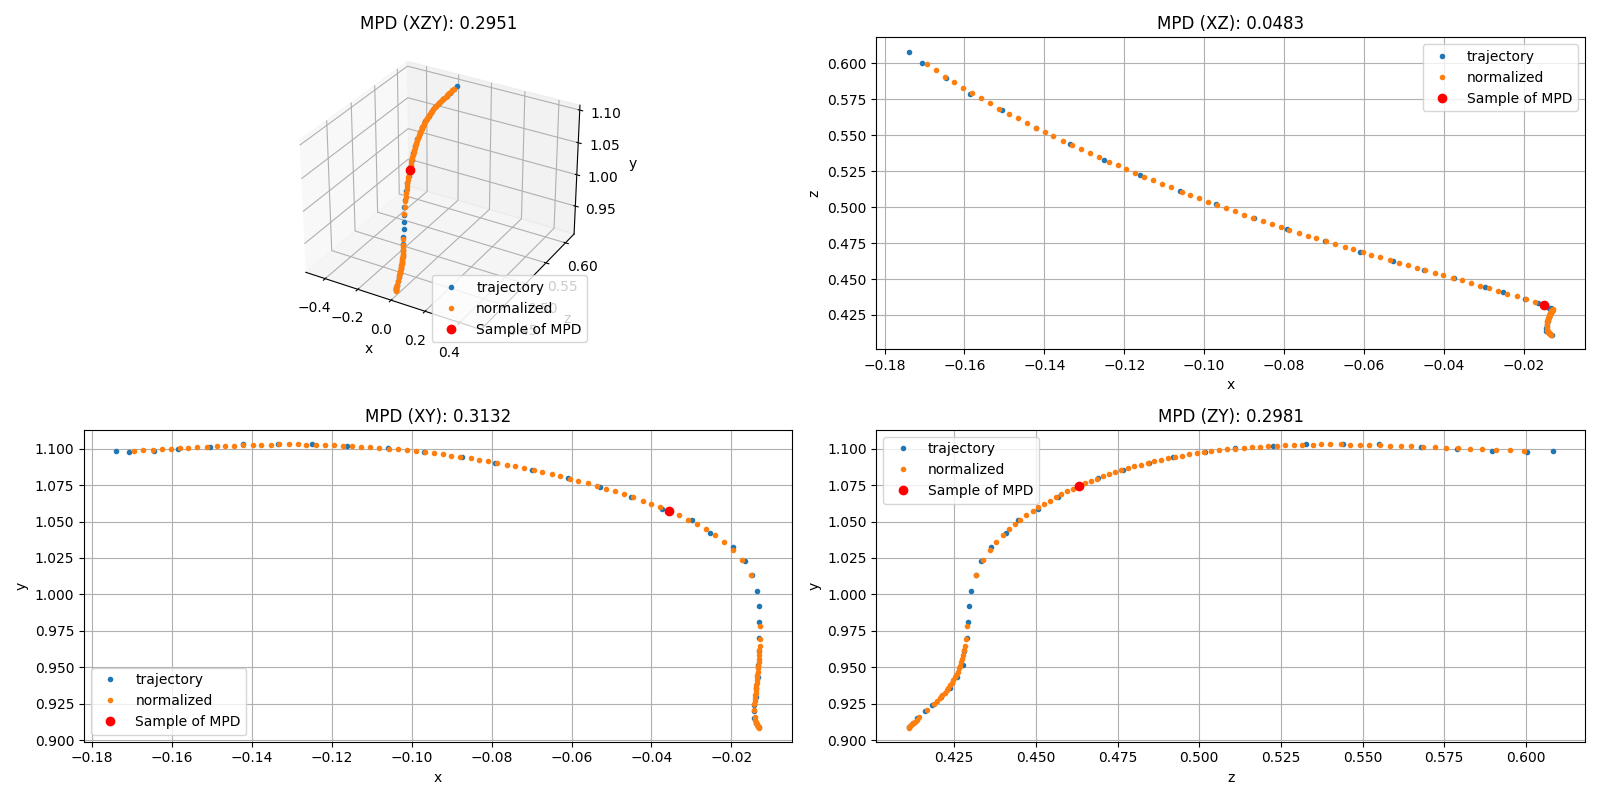 MPD (XZY): 0.2951
1.10
1.05
1.00
0.95
y
0.60
0.55
z
−0.4
−0.2
0.0
0.2
0.4
x
trajectory
normalized
Sample of MPD
MPD (XZ): 0.0483
0.600
0.575
0.550
0.525
0.500
0.475
0.450
0.425
z
−0.18
−0.16
−0.14
−0.12
−0.10
−0.08
−0.06
−0.04
−0.02
x
trajectory
normalized
Sample of MPD
MPD (XY): 0.3132
1.100
1.075
1.050
1.025
1.000
0.975
0.950
0.925
0.900
y
−0.18
−0.16
−0.14
−0.12
−0.10
−0.08
−0.06
−0.04
−0.02
x
trajectory
normalized
Sample of MPD
MPD (ZY): 0.2981
1.100
1.075
1.050
1.025
1.000
0.975
0.950
0.925
0.900
y
0.425
0.450
0.475
0.500
0.525
0.550
0.575
0.600
z
trajectory
normalized
Sample of MPD